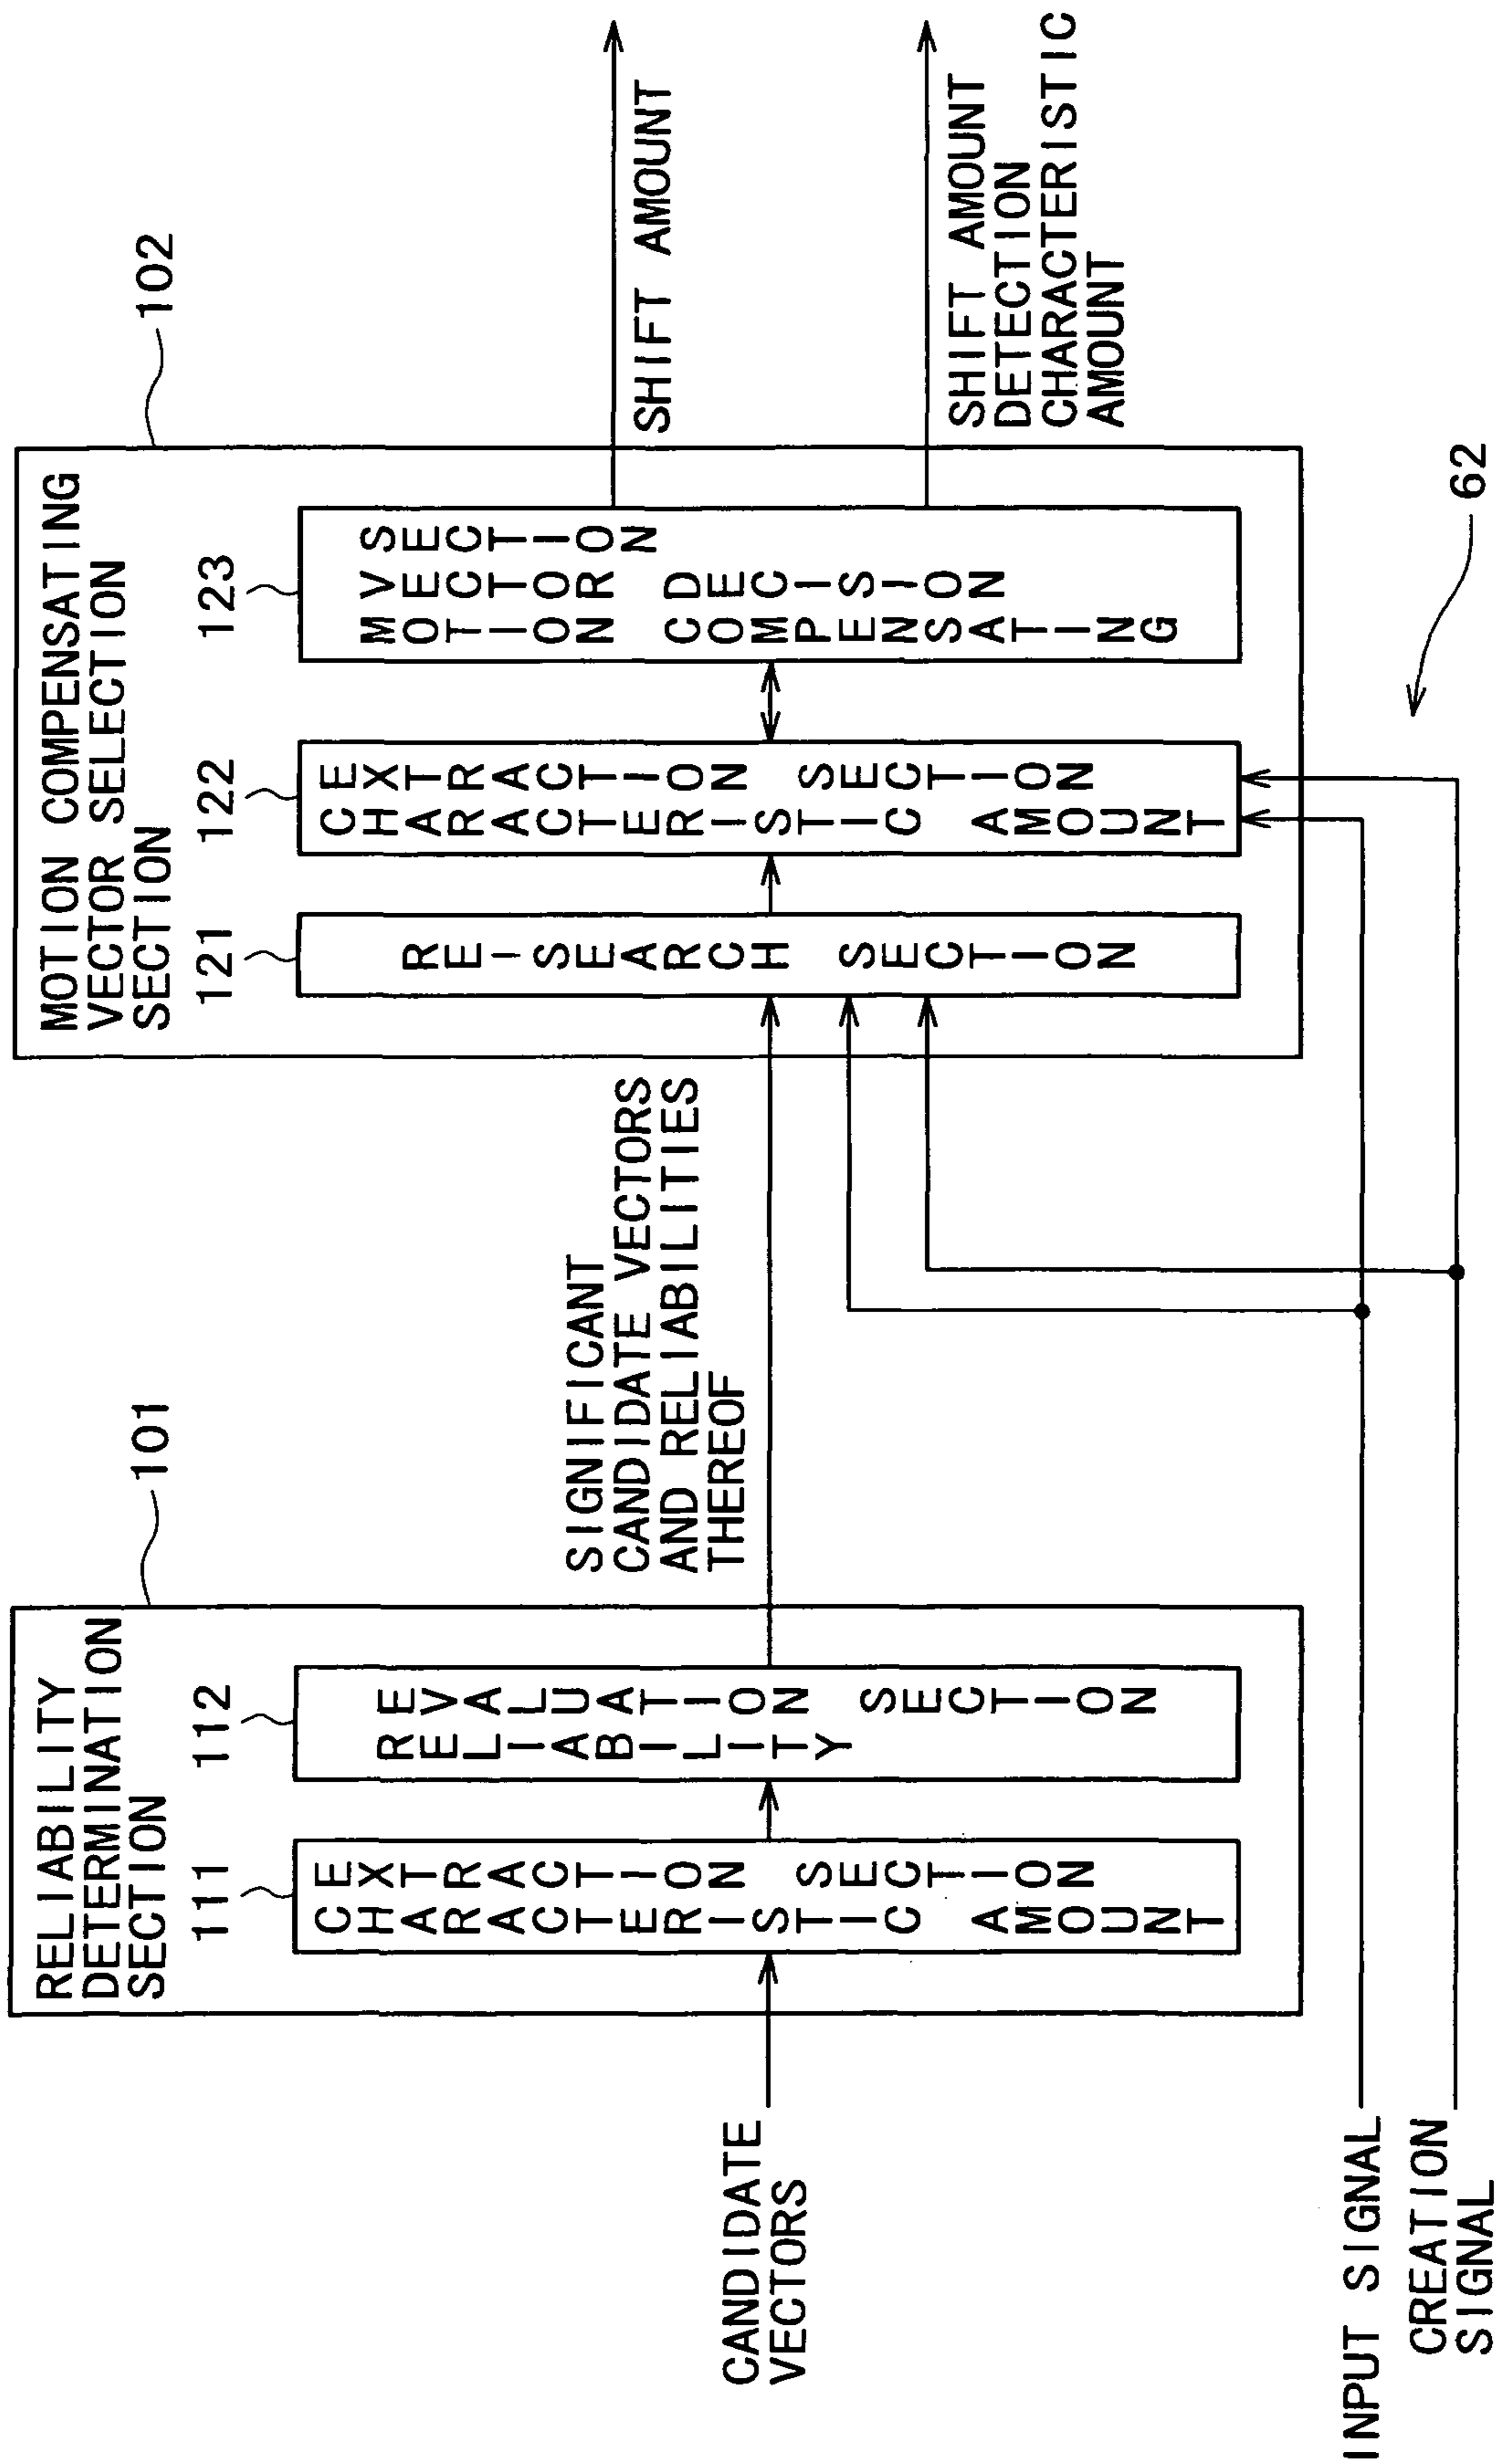 RELIABILITY
DETERMINATION
SECTION
101
111
CHARACTERISTIC AMOUNT
EXTRACTION SECTION
112
RELIABILITY
EVALUATION SECTION
CANDIDATE
VECTORS
SIGNIFICANT
CANDIDATE VECTORS
AND RELIABILITIES
THEREOF
MOTION COMPENSATING
VECTOR SELECTION
SECTION
102
121
RE-SEARCH SECTION
122
CHARACTERISTIC AMOUNT
EXTRACTION SECTION
123
MOTION COMPENSATING
VECTOR DECISION
SECTION
SHIFT AMOUNT
SHIFT AMOUNT
DETECTION
CHARACTERISTIC
AMOUNT
INPUT SIGNAL
CREATION
SIGNAL
62